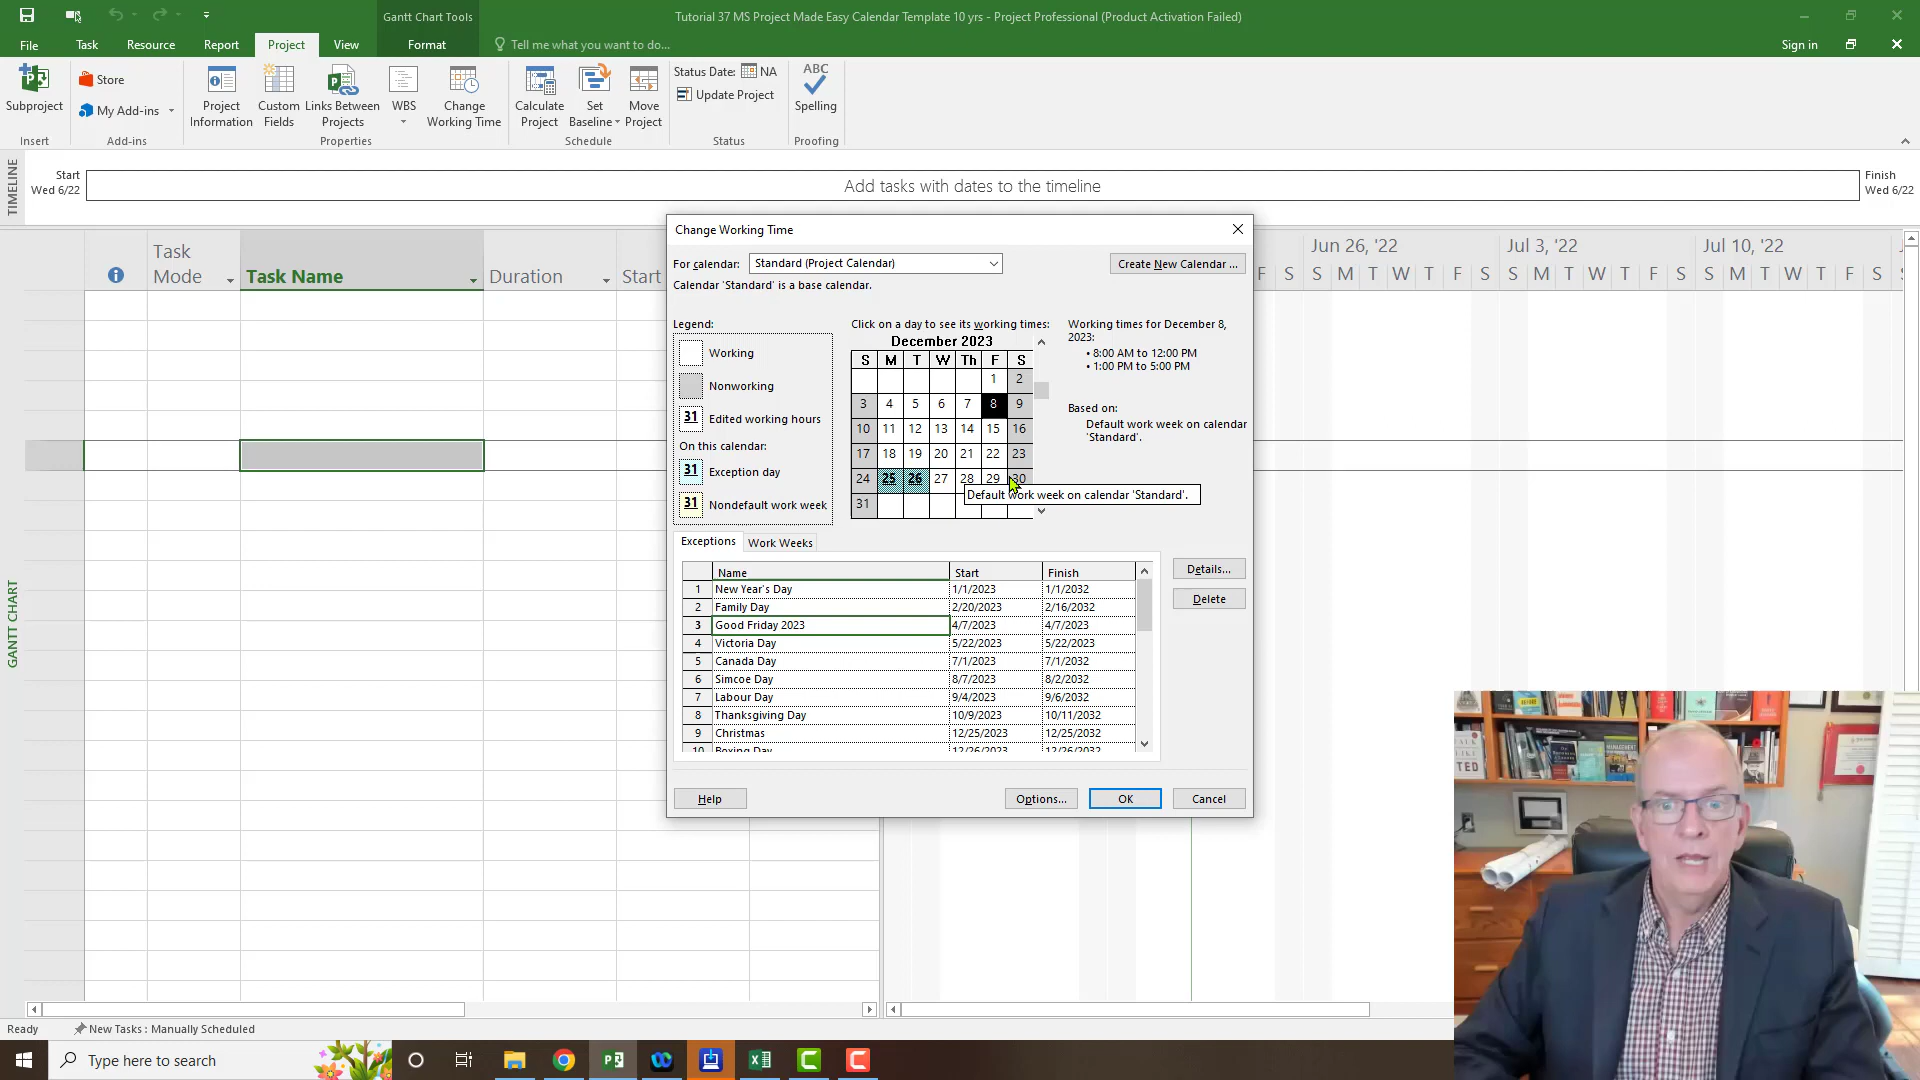 Gantt Chart Tools
Tutorial 37 MS Project Made Easy Calendar Template 10 yrs - Project Professional (Product Activation Failed)
File Task Resource Report Project View Format Tell me what you want to do... Sign in
Subproject
Insert
Store
My Add-ins
Add-ins
Project Information
Custom Fields
Links Between Projects
WBS
Change Working Time
Properties
Calculate Project
Set Baseline
Move Project
Schedule
Status Date: NA
Update Project
Status
ABC
Spelling
Proofing
TIMELINE
Start
Wed 6/22
Add tasks with dates to the timeline
Finish
Wed 6/22
Task Mode
Task Name
Duration
Start
Jun 26, '22
Jul 3, '22
Jul 10, '22
F S S M T W T F S S M T W T F S S M T W T F S
GANTT CHART
Change Working Time
For calendar: Standard (Project Calendar)
Create New Calendar ...
Calendar 'Standard' is a base calendar.
Legend:
Working
Nonworking
31 Edited working hours
On this calendar:
31 Exception day
31 Nondefault work week
Click on a day to see its working times:
December 2023
S M T W Th F S
1 2
3 4 5 6 7 8 9
10 11 12 13 14 15 16
17 18 19 20 21 22 23
24 25 26 27 28 29 30
31
Default work week on calendar 'Standard'.
Working times for December 8, 2023:
• 8:00 AM to 12:00 PM
• 1:00 PM to 5:00 PM
Based on:
Default work week on calendar 'Standard'.
Exceptions Work Weeks
Name Start Finish
1 New Year's Day 1/1/2023 1/1/2032
2 Family Day 2/20/2023 2/16/2032
3 Good Friday 2023 4/7/2023 4/7/2023
4 Victoria Day 5/22/2023 5/22/2023
5 Canada Day 7/1/2023 7/1/2032
6 Simcoe Day 8/7/2023 8/2/2032
7 Labour Day 9/4/2023 9/6/2032
8 Thanksgiving Day 10/9/2023 10/11/2032
9 Christmas 12/25/2023 12/25/2032
10 Boxing Day 12/26/2023 12/26/2032
Details...
Delete
Help
Options...
OK
Cancel
Ready
New Tasks : Manually Scheduled
Type here to search